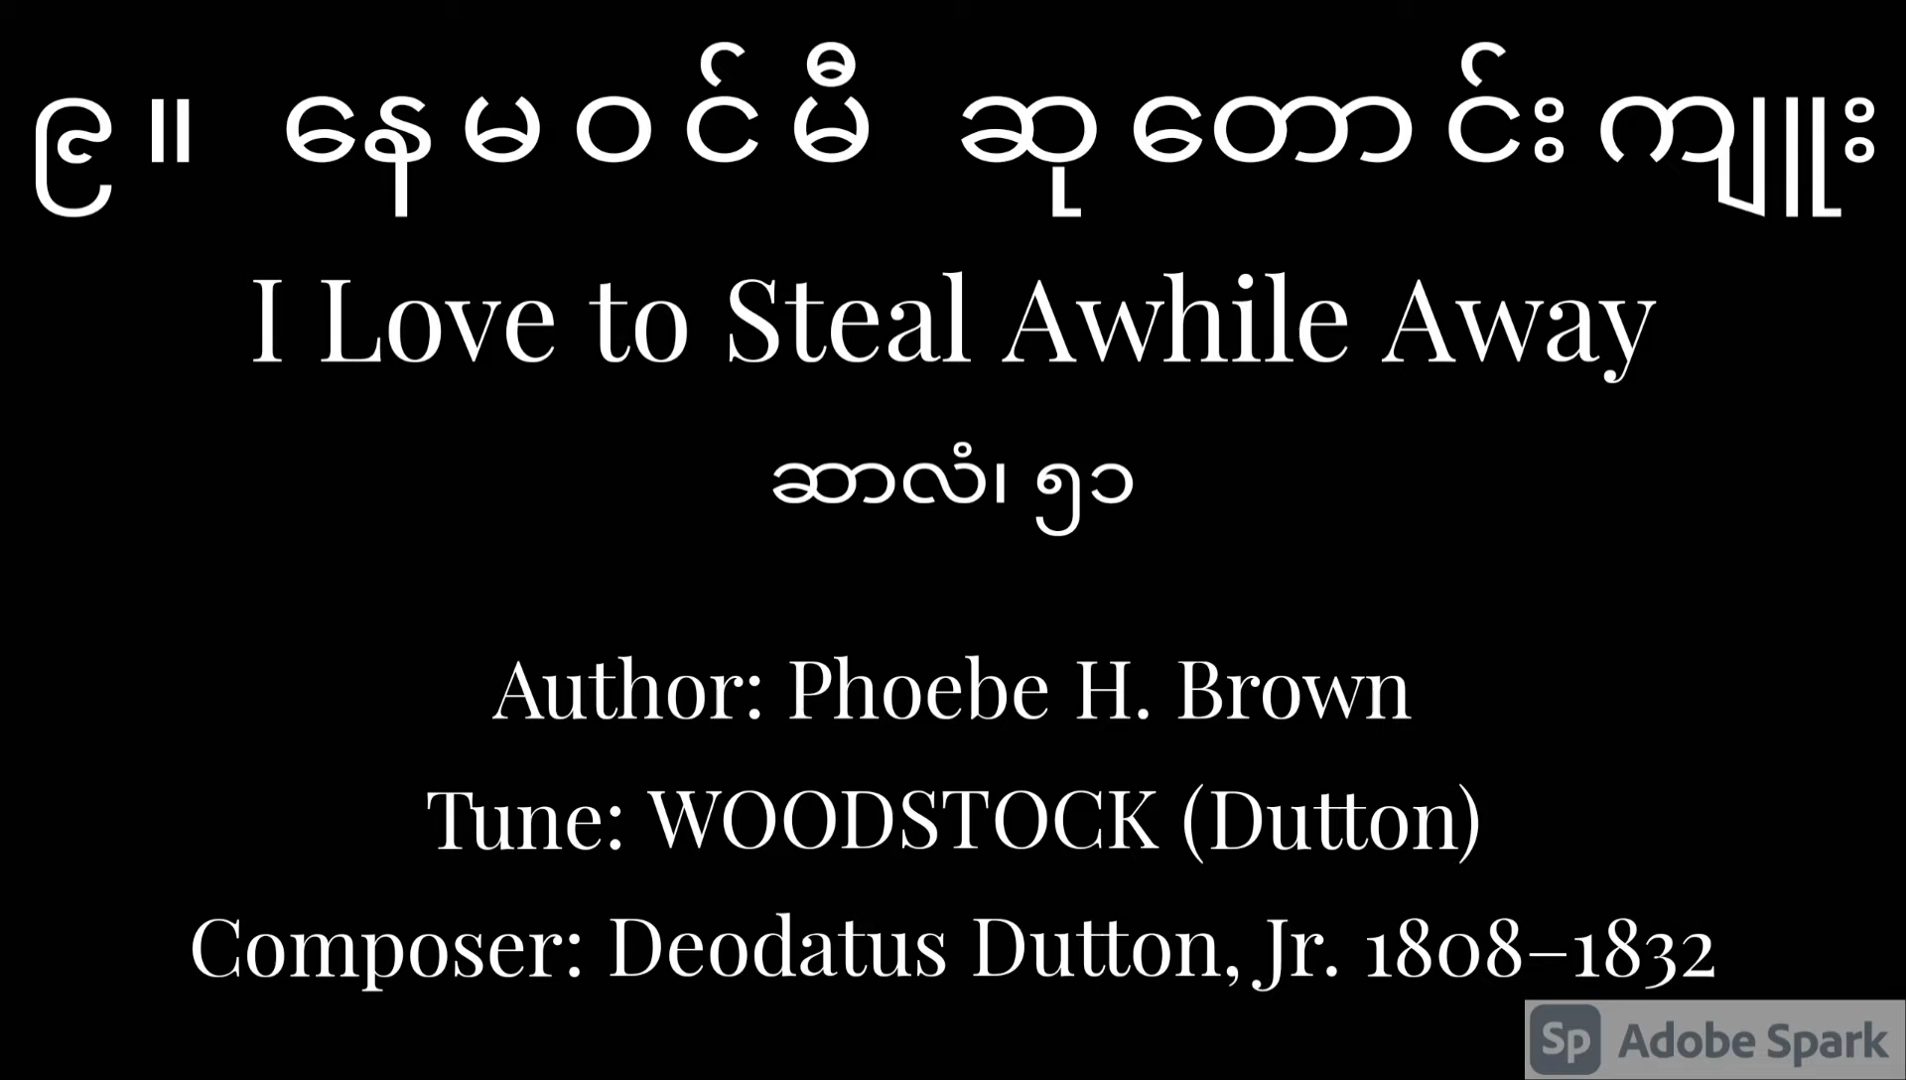 ၉။ နေမဝင်မီ ဆုတောင်းကျူး
I Love to Steal Awhile Away
ဆာလံ၊ ၅၁
Author: Phoebe H. Brown
Tune: WOODSTOCK (Dutton)
Composer: Deodatus Dutton, Jr. 1808–1832
Sp Adobe Spark